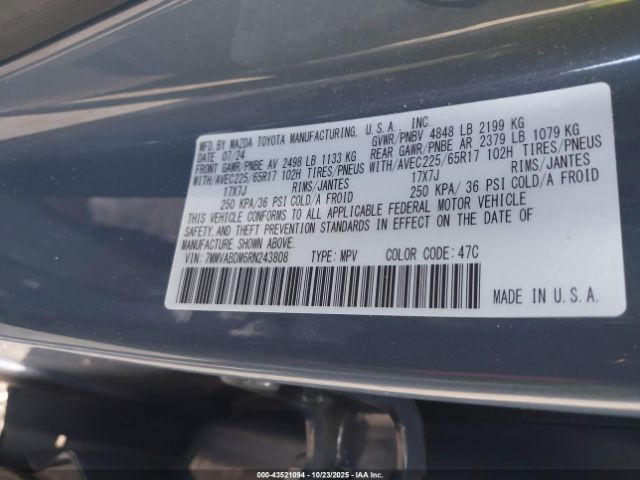 MFD. BY MAZDA TOYOTA MANUFACTURING, U.S.A., INC.
DATE 07/24 GVWR/PNBV 4848 LB 2199 KG
FRONT GAWR/PNBE AV 2498 LB 1133 KG REAR GAWR/PNBE AR 2379 LB 1079 KG
WITH/AVEC225/65R17 102H TIRES/PNEUS WITH/AVEC225/65R17 102H TIRES/PNEUS
17X7J RIMS/JANTES 17X7J RIMS/JANTES
250 KPA/36 PSI COLD/A FROID 250 KPA/ 36 PSI COLD/A FROID
THIS VEHICLE CONFORMS TO ALL APPLICABLE FEDERAL MOTOR VEHICLE
SAFETY, AND THEFT PREVENTION STANDARDS IN EFFECT ON THE DATE OF
MANUFACTURE SHOWN ABOVE.
VIN: 7MMVABDM6RN243808 TYPE: MPV COLOR CODE: 47C
MADE IN U.S.A.
00 -43521094 10/23/2025 - © IAA Inc.